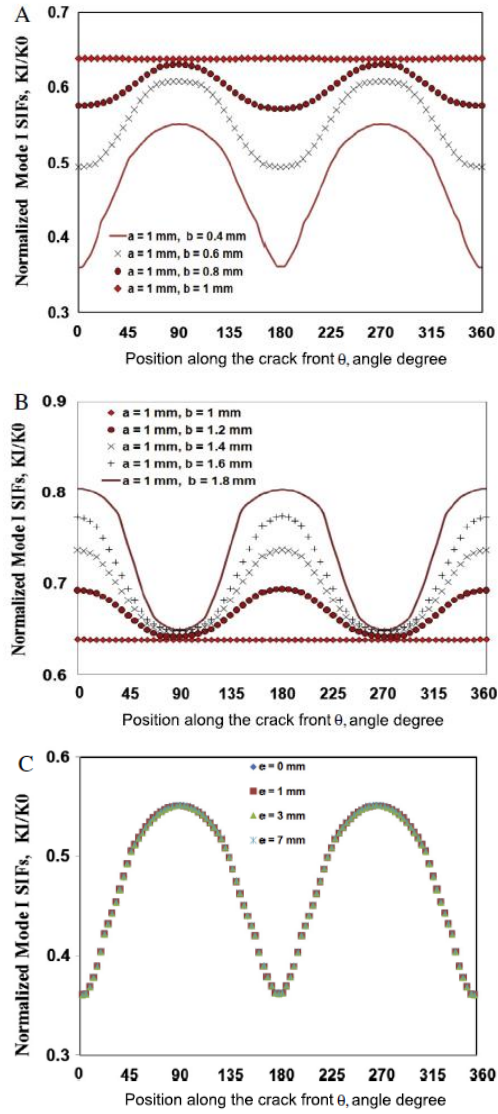 A
Normalized Mode I SIFs, KI/K0
0.7
0.6
0.5
0.4
0.3
a = 1 mm, b = 0.4 mm
a = 1 mm, b = 0.6 mm
a = 1 mm, b = 0.8 mm
a = 1 mm, b = 1 mm
0 45 90 135 180 225 270 315 360
Position along the crack front θ, angle degree
B
Normalized Mode I SIFs, KI/K0
0.9
0.8
0.7
0.6
a = 1 mm, b = 1 mm
a = 1 mm, b = 1.2 mm
a = 1 mm, b = 1.4 mm
a = 1 mm, b = 1.6 mm
a = 1 mm, b = 1.8 mm
0 45 90 135 180 225 270 315 360
Position along the crack front θ, angle degree
C
Normalized Mode I SIFs, KI/K0
0.6
0.5
0.4
0.3
e = 0 mm
e = 1 mm
e = 3 mm
e = 7 mm
0 45 90 135 180 225 270 315 360
Position along the crack front θ, angle degree